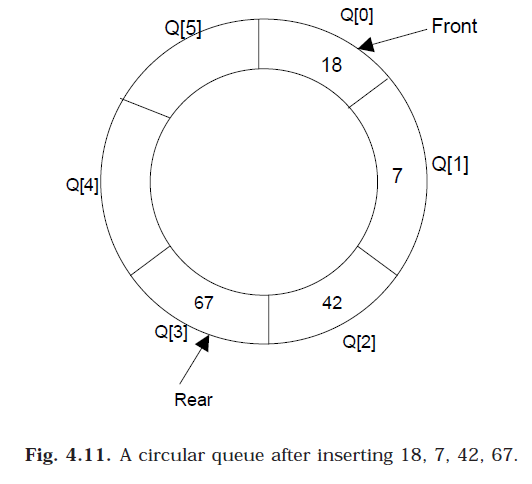 Q[0]
Q[5]
Front
18
Q[1]
7
Q[4]
67
42
Q[3]
Q[2]
Rear
Fig. 4.11. A circular queue after inserting 18, 7, 42, 67.